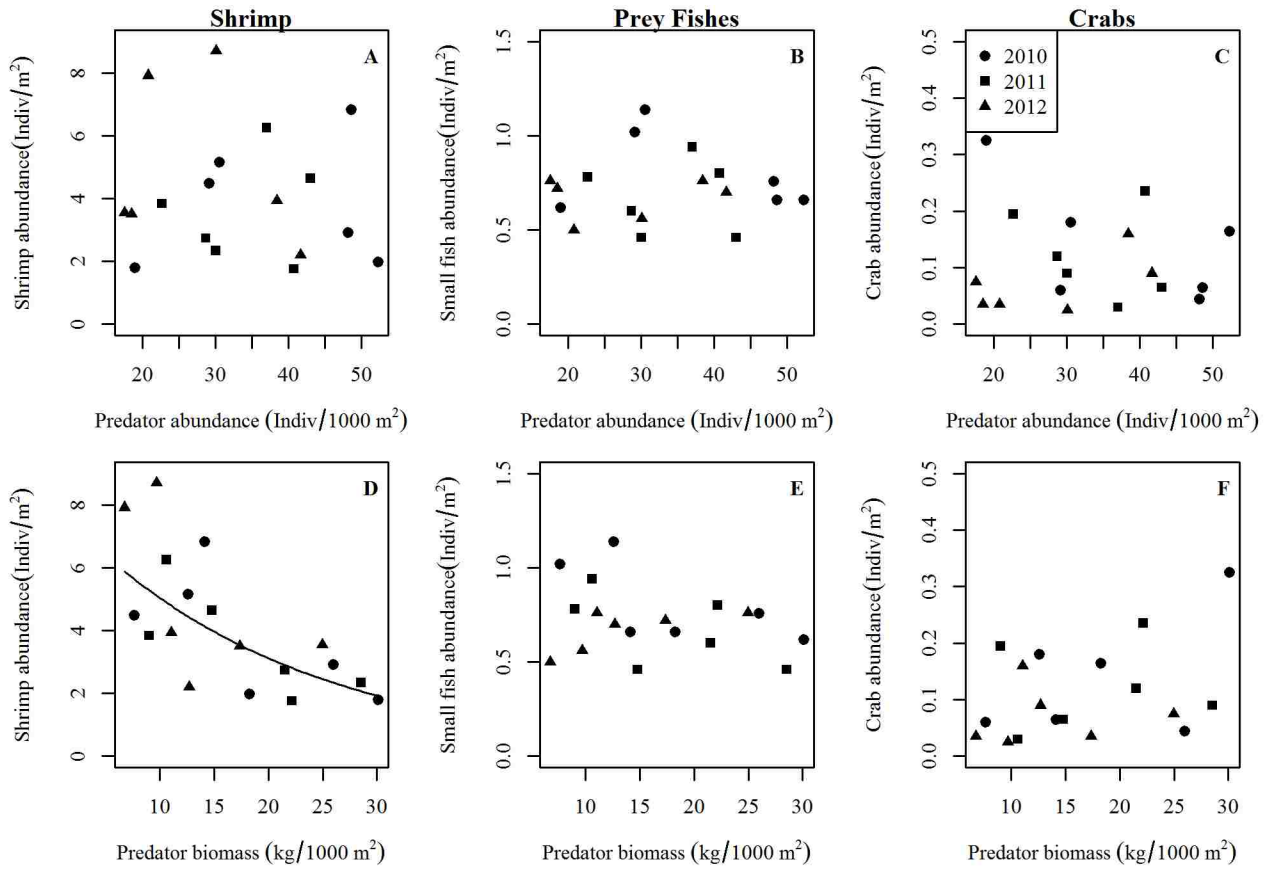 Shrimp
Prey Fishes
Crabs
A
Shrimp abundance(Indiv/m²)
0
2
4
6
8
20
30
40
50
Predator abundance (Indiv/1000 m²)
B
Small fish abundance(Indiv/m²)
0.0
0.5
1.0
1.5
20
30
40
50
Predator abundance (Indiv/1000 m²)
C
2010
2011
2012
Crab abundance(Indiv/m²)
0.0
0.1
0.2
0.3
0.4
0.5
20
30
40
50
Predator abundance (Indiv/1000 m²)
D
Shrimp abundance(Indiv/m²)
0
2
4
6
8
10
15
20
25
30
Predator biomass (kg/1000 m²)
E
Small fish abundance(Indiv/m²)
0.0
0.5
1.0
1.5
10
15
20
25
30
Predator biomass (kg/1000 m²)
F
Crab abundance(Indiv/m²)
0.0
0.1
0.2
0.3
0.4
0.5
10
15
20
25
30
Predator biomass (kg/1000 m²)